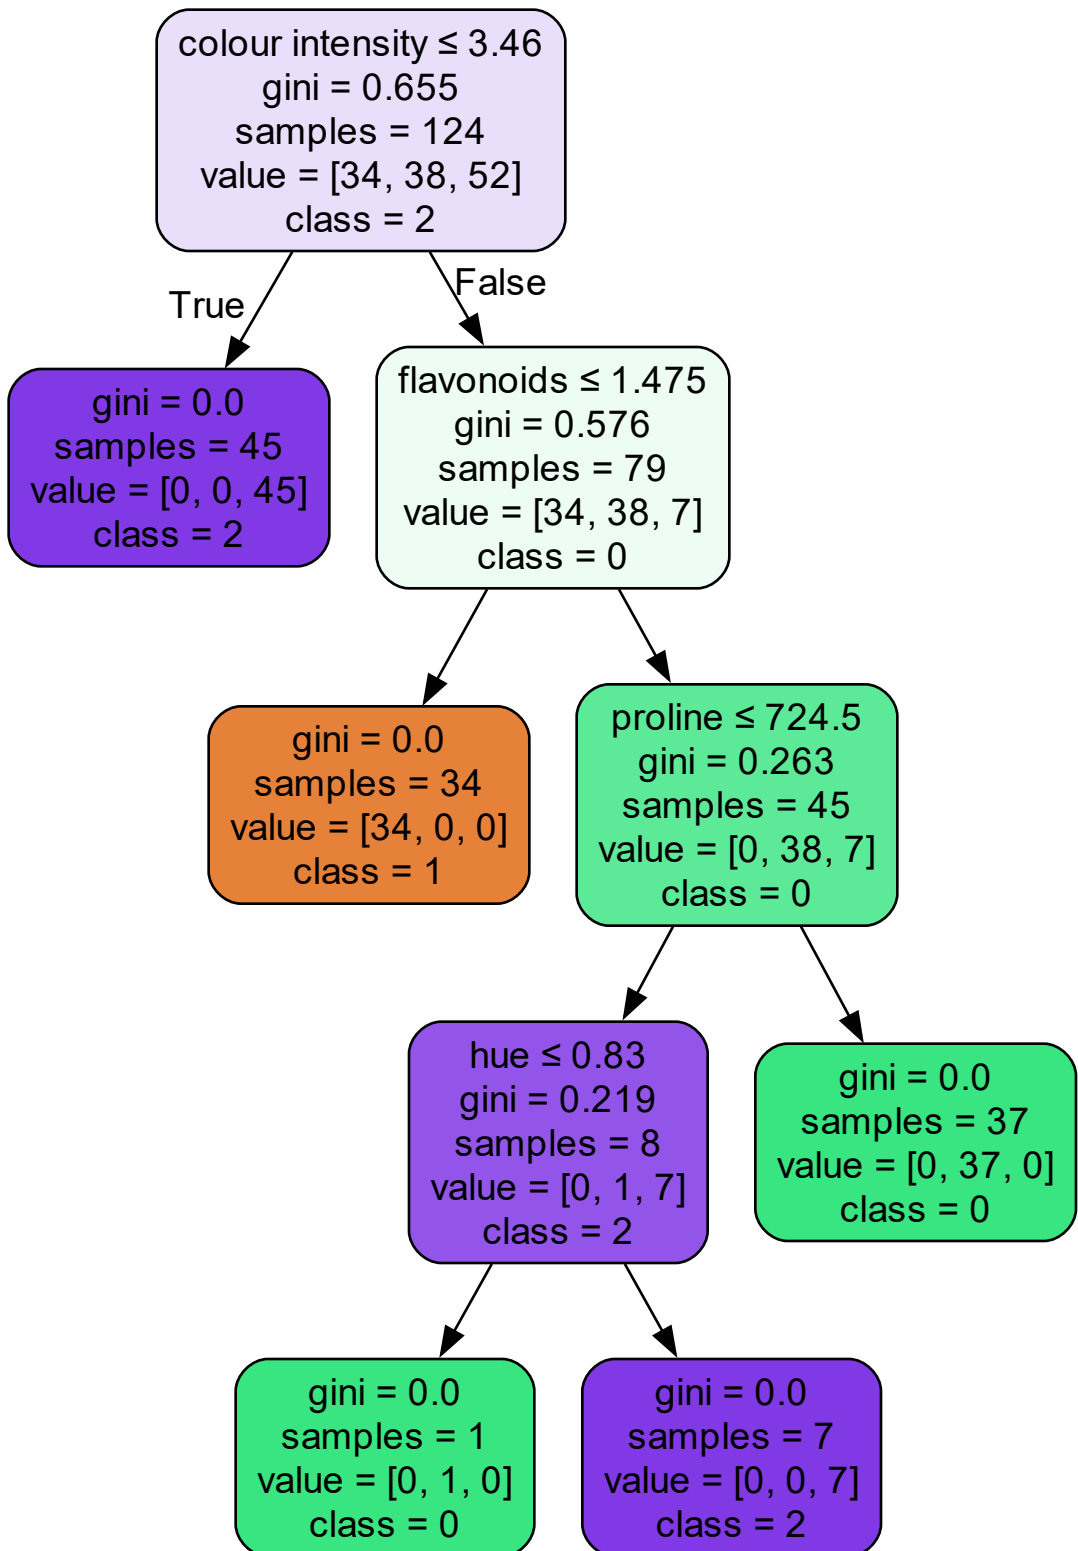 colour intensity ≤ 3.46
gini = 0.655
samples = 124
value = [34, 38, 52]
class = 2
True
False
gini = 0.0
samples = 45
value = [0, 0, 45]
class = 2
flavonoids ≤ 1.475
gini = 0.576
samples = 79
value = [34, 38, 7]
class = 0
gini = 0.0
samples = 34
value = [34, 0, 0]
class = 1
proline ≤ 724.5
gini = 0.263
samples = 45
value = [0, 38, 7]
class = 0
hue ≤ 0.83
gini = 0.219
samples = 8
value = [0, 1, 7]
class = 2
gini = 0.0
samples = 37
value = [0, 37, 0]
class = 0
gini = 0.0
samples = 1
value = [0, 1, 0]
class = 0
gini = 0.0
samples = 7
value = [0, 0, 7]
class = 2